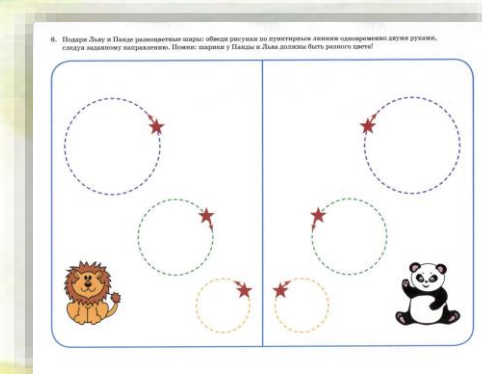 6. Подари Льву и Панде разноцветные шары: обведи рисунки по пунктирным линиям одновременно двумя руками,
следуя заданному направлению. Помни: шарики у Панды и Льва должны быть разного цвета!